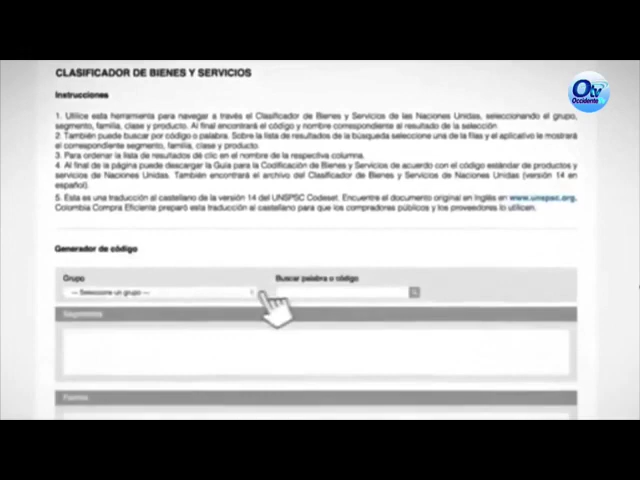 CLASIFICADOR DE BIENES Y SERVICIOS
Otv
Occidente
Instrucciones
1. Utilice esta herramienta para navegar a través el Clasificador de Bienes y Servicios de las Naciones Unidas, seleccionando el grupo,
segmento, familia, clase y producto. Al final encontrará el código y nombre correspondiente al resultado de la selección
2. También puede buscar por código o palabra. Sobre la lista de resultados de la búsqueda seleccione una de la filas y el aplicativo le mostrará
el correspondiente segmento, familia, clase y producto.
3. Para ordenar la lista de resultados dé clic en el nombre de la respectiva columna.
4. Al final de la página puede descargar la Guía para la Codificación de Bienes y Servicios de acuerdo con el código estándar de productos y
servicios de Naciones Unidas. También encontrará el archivo del Clasificador de Bienes y Servicios de Naciones Unidas (versión 14 en
español).
5. Esta es una traducción al castellano de la versión 14 del UNSPSC Codeset. Encuentre el documento original en Inglés en www.unspsc.org.
Colombia Compra Eficiente preparó esta traducción al castellano para que los compradores públicos y los proveedores lo utilicen.
Generador de código
Grupo
Buscar palabra o código
--- Seleccione un grupo ---
Segmentos
Familia